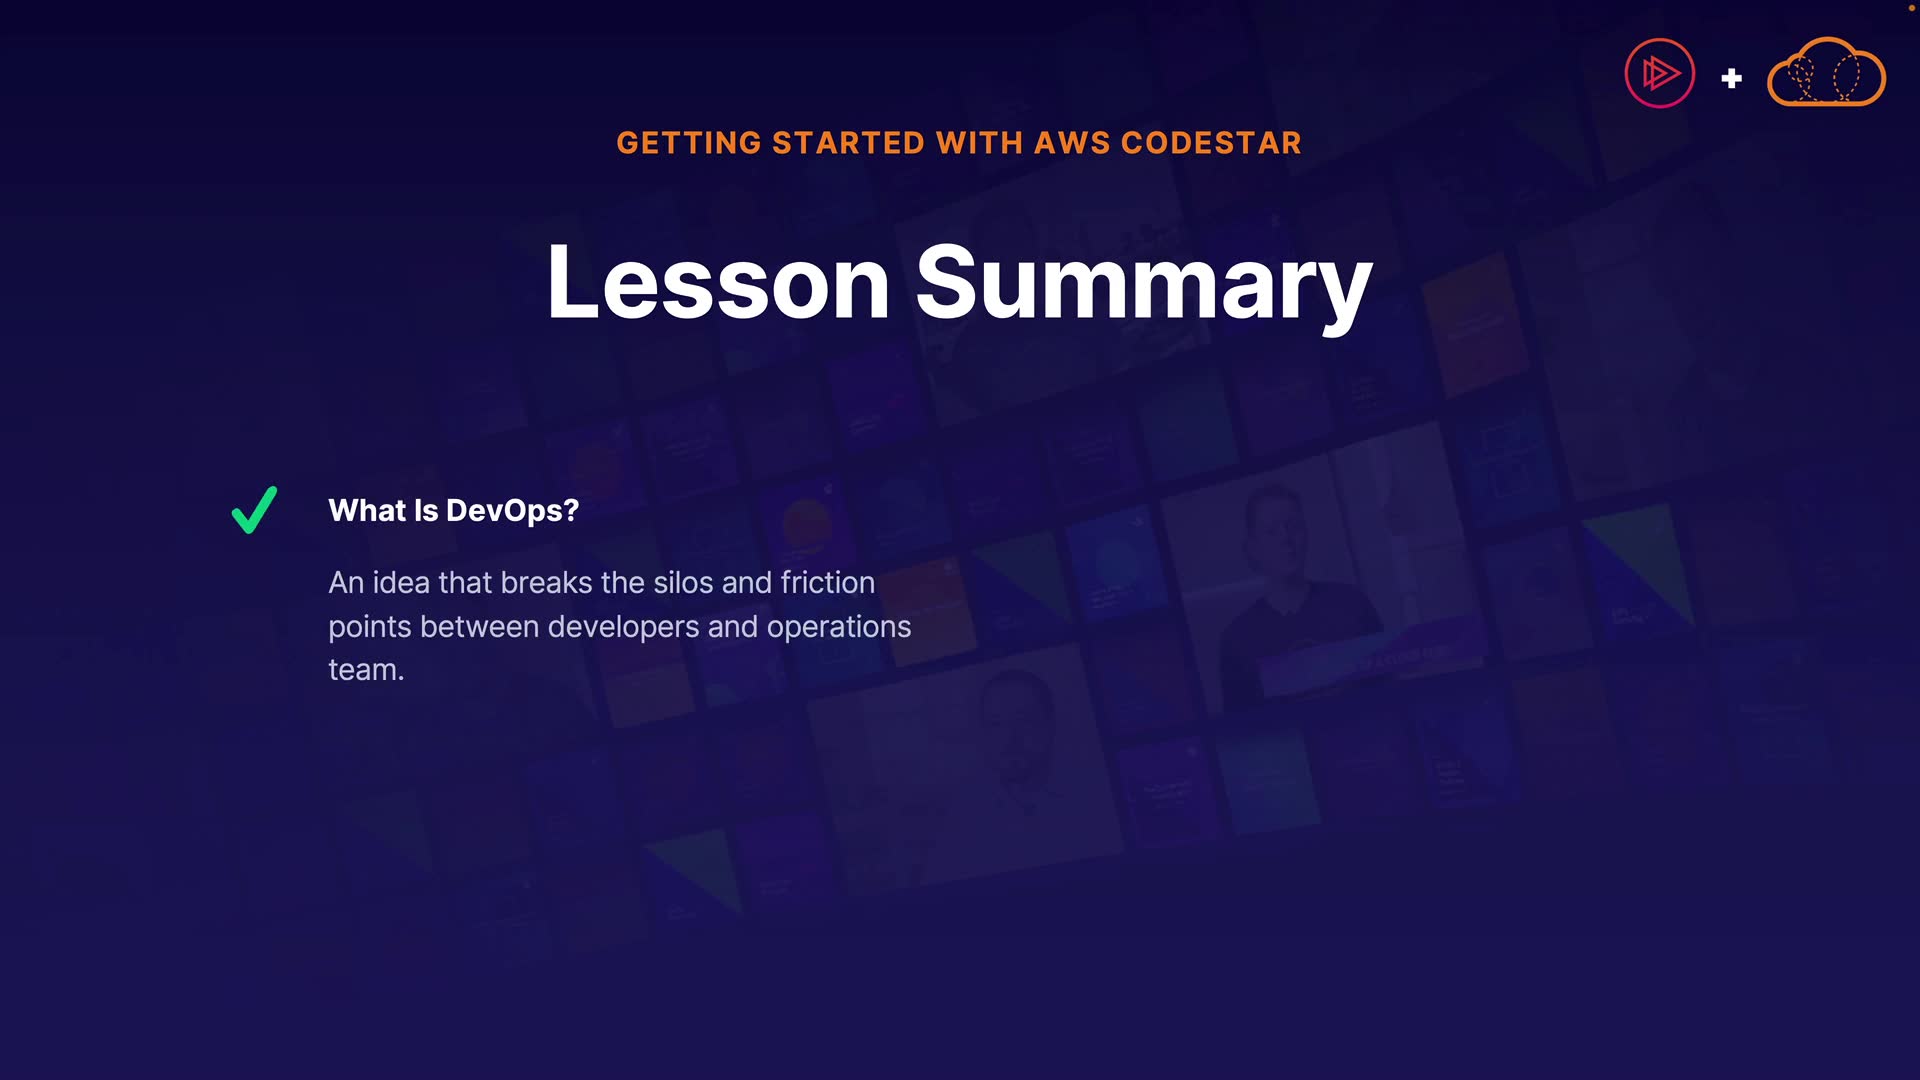 GETTING STARTED WITH AWS CODESTAR
Lesson Summary
What Is DevOps?
An idea that breaks the silos and friction
points between developers and operations
team.